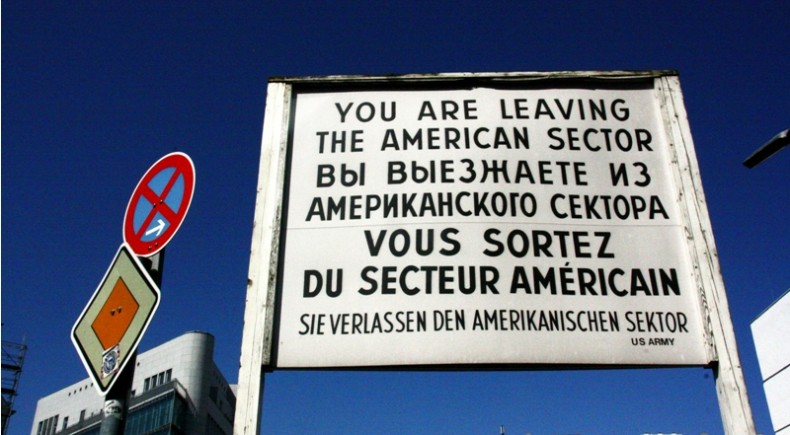 YOU ARE LEAVING
THE AMERICAN SECTOR
ВЫ ВЫЕЗЖАЕТЕ ИЗ
АМЕРИКАНСКОГО СЕКТОРА
VOUS SORTEZ
DU SECTEUR AMÉRICAIN
SIE VERLASSEN DEN AMERIKANISCHEN SEKTOR
US ARMY